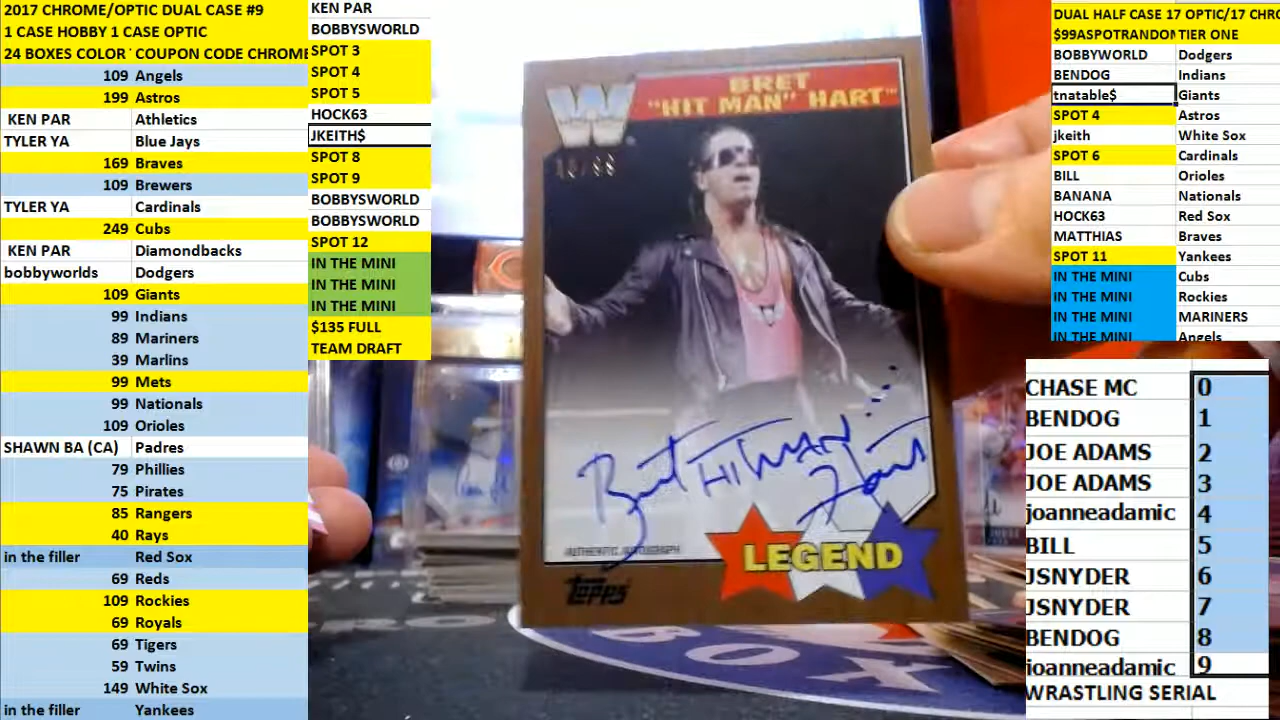 2017 CHROME/OPTIC DUAL CASE #9
1 CASE HOBBY 1 CASE OPTIC
24 BOXES COLOR ' COUPON CODE CHROME
109 Angels
199 Astros
KEN PAR Athletics
TYLER YA Blue Jays
169 Braves
109 Brewers
TYLER YA Cardinals
249 Cubs
KEN PAR Diamondbacks
bobbyworlds Dodgers
109 Giants
99 Indians
89 Mariners
39 Marlins
99 Mets
99 Nationals
109 Orioles
SHAWN BA (CA) Padres
79 Phillies
75 Pirates
85 Rangers
40 Rays
in the filler Red Sox
69 Reds
109 Rockies
69 Royals
69 Tigers
59 Twins
149 White Sox
in the filler Yankees
KEN PAR
BOBBYSWORLD
SPOT 3
SPOT 4
SPOT 5
HOCK63
JKEITH$
SPOT 8
SPOT 9
BOBBYSWORLD
BOBBYSWORLD
SPOT 12
IN THE MINI
IN THE MINI
IN THE MINI
$135 FULL
TEAM DRAFT
BRET
"HIT MAN" HART™
Bret HITMAN Hart
AUTHENTIC AUTOGRAPH
LEGEND
topps
BOX
DUAL HALF CASE 17 OPTIC/17 CHRO
$99ASPOTRANDOM TIER ONE
BOBBYWORLD Dodgers
BENDOG Indians
tnatable$ Giants
SPOT 4 Astros
jkeith White Sox
SPOT 6 Cardinals
BILL Orioles
BANANA Nationals
HOCK63 Red Sox
MATTHIAS Braves
SPOT 11 Yankees
IN THE MINI Cubs
IN THE MINI Rockies
IN THE MINI MARINERS
IN THE MINI Angels
CHASE MC 0
BENDOG 1
JOE ADAMS 2
JOE ADAMS 3
joanneadamic 4
BILL 5
JSNYDER 6
JSNYDER 7
BENDOG 8
joanneadamic 9
WRASTLING SERIAL